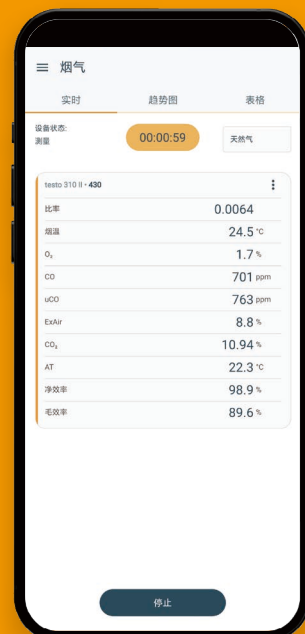 烟气
实时 趋势图 表格
设备状态:
测量
00:00:59
天然气
testo 310 II • 430
比率 0.0064
烟温 24.5 °C
O₂ 1.7 %
CO 701 ppm
uCO 763 ppm
ExAir 8.8 %
CO₂ 10.94 %
AT 22.3 °C
净效率 98.9 %
毛效率 89.6 %
停止